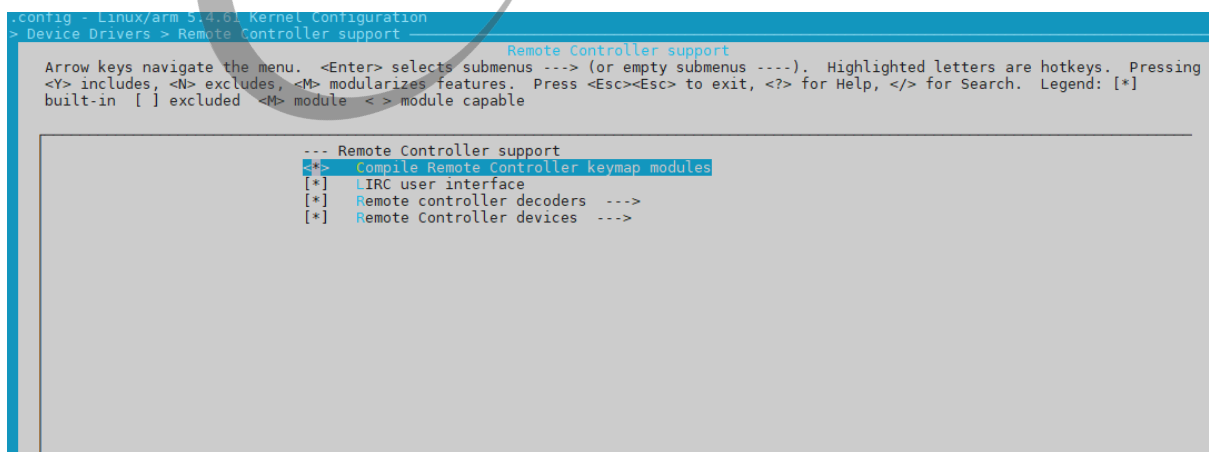 .config - Linux/arm 5.4.61 Kernel Configuration
> Device Drivers > Remote Controller support
Remote Controller support
Arrow keys navigate the menu.  <Enter> selects submenus ---> (or empty submenus ----).  Highlighted letters are hotkeys.  Pressing
<Y> includes, <N> excludes, <M> modularizes features.  Press <Esc><Esc> to exit, <?> for Help, </> for Search.  Legend: [*]
built-in  [ ] excluded  <M> module  < > module capable
--- Remote Controller support
<*>   Compile Remote Controller keymap modules
[*]   LIRC user interface
[*]   Remote controller decoders  --->
[*]   Remote Controller devices  --->